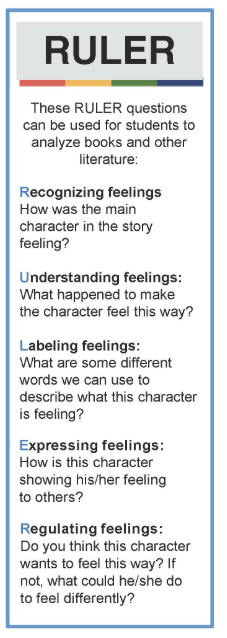 RULER
These RULER questions
can be used for students to
analyze books and other
literature:
Recognizing feelings
How was the main
character in the story
feeling?
Understanding feelings:
What happened to make
the character feel this way?
Labeling feelings:
What are some different
words we can use to
describe what this character
is feeling?
Expressing feelings:
How is this character
showing his/her feeling
to others?
Regulating feelings:
Do you think this character
wants to feel this way? If
not, what could he/she do
to feel differently?